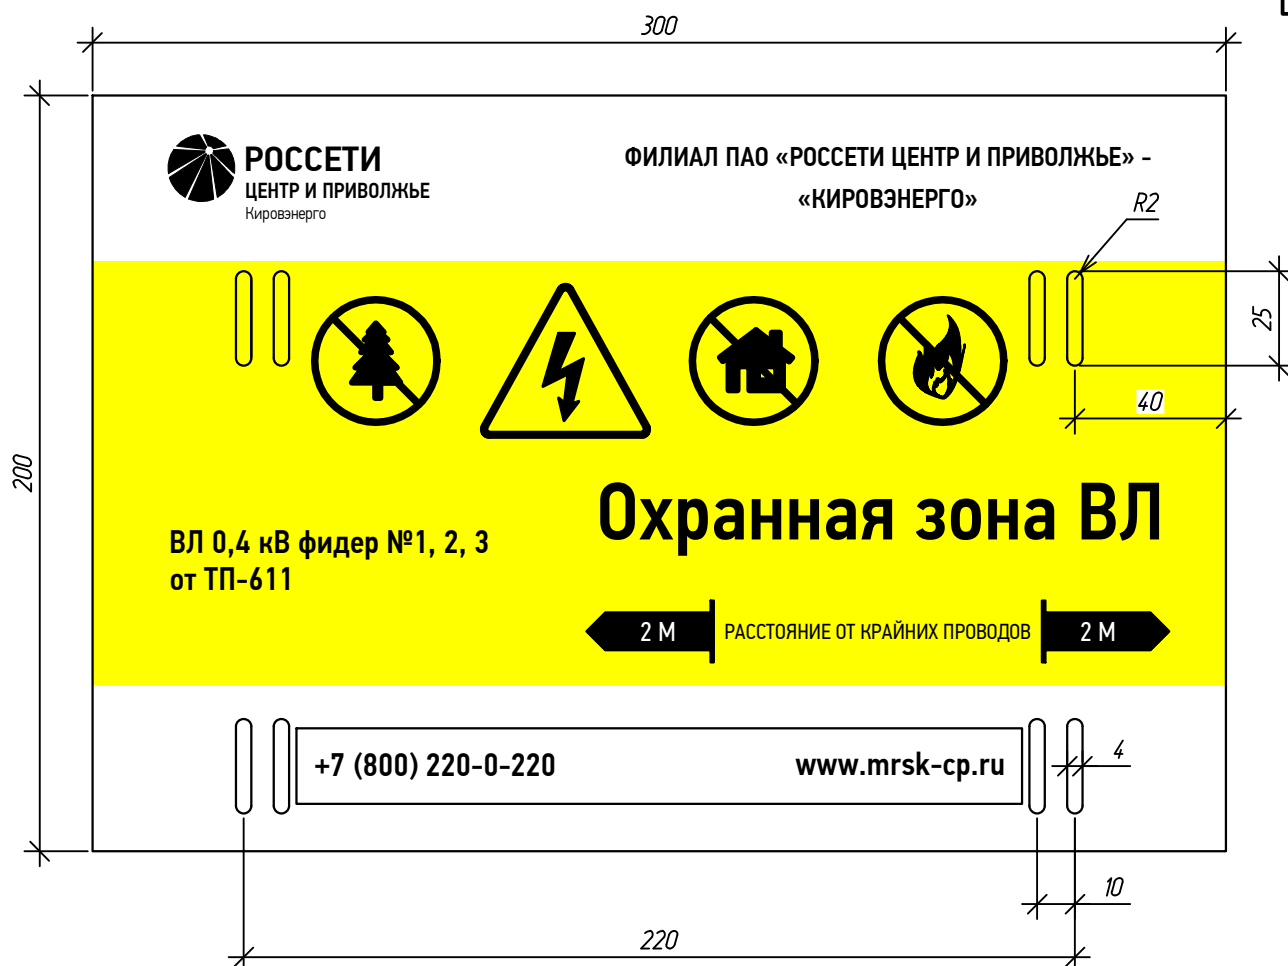 300
РОССЕТИ
ЦЕНТР И ПРИВОЛЖЬЕ
Кировэнерго
ФИЛИАЛ ПАО «РОССЕТИ ЦЕНТР И ПРИВОЛЖЬЕ» -
«КИРОВЭНЕРГО»
R2
25
40
200
Охранная зона ВЛ
ВЛ 0,4 кВ фидер №1, 2, 3
от ТП-611
2 М
РАССТОЯНИЕ ОТ КРАЙНИХ ПРОВОДОВ
2 М
+7 (800) 220-0-220
www.mrsk-cp.ru
4
10
220